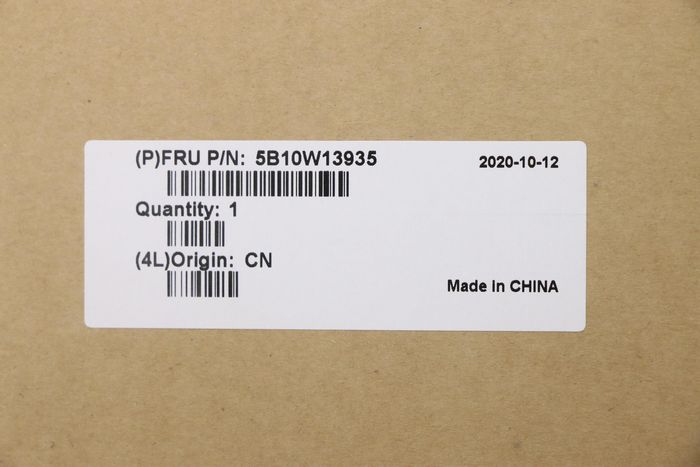 (P)FRU P/N: 5B10W13935 2020-10-12
Quantity: 1
(4L)Origin: CN
Made in CHINA